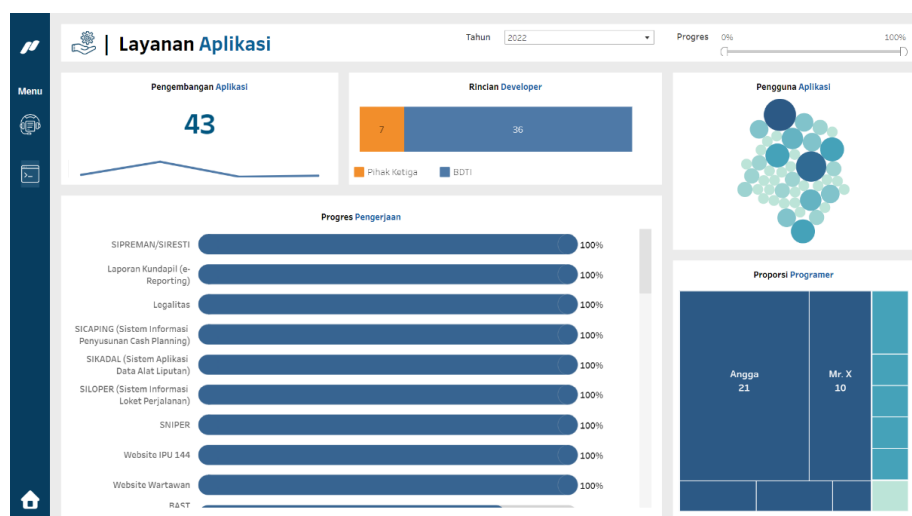 Layanan Aplikasi
Tahun
2022
Progres
0%
100%
Menu
Pengembangan Aplikasi
43
Rincian Developer
7
36
Pihak Ketiga
BDTI
Pengguna Aplikasi
Progres Pengerjaan
SIPREMAN/SIRESTI
100%
Laporan Kundapil (e-
Reporting)
100%
Legalitas
100%
SICAPING (Sistem Informasi
Penyusunan Cash Planning)
100%
SIKADAL (Sistem Aplikasi
Data Alat Liputan)
100%
SILOPER (Sistem Informasi
Loket Perjalanan)
100%
SNIPER
100%
Website IPU 144
100%
Website Wartawan
100%
BAST
Proporsi Programer
Angga
21
Mr. X
10